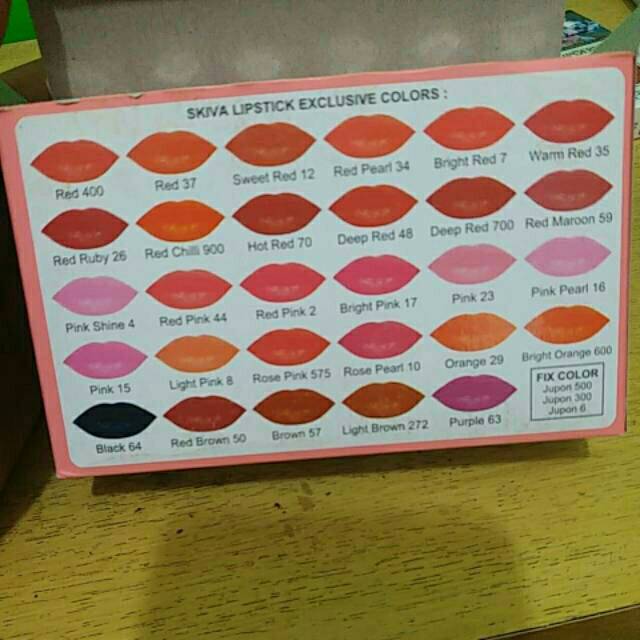 SKIVA LIPSTICK EXCLUSIVE COLORS :
Red 400 Red 37 Sweet Red 12 Red Pearl 34 Bright Red 7 Warm Red 35
Red Ruby 26 Red Chilli 900 Hot Red 70 Deep Red 48 Deep Red 700 Red Maroon 59
Pink Shine 4 Red Pink 44 Red Pink 2 Bright Pink 17 Pink 23 Pink Pearl 16
Pink 15 Light Pink 8 Rose Pink 575 Rose Pearl 10 Orange 29 Bright Orange 600
Black 64 Red Brown 50 Brown 57 Light Brown 272 Purple 63
FIX COLOR
Jupon 500
Jupon 300
Jupon 6